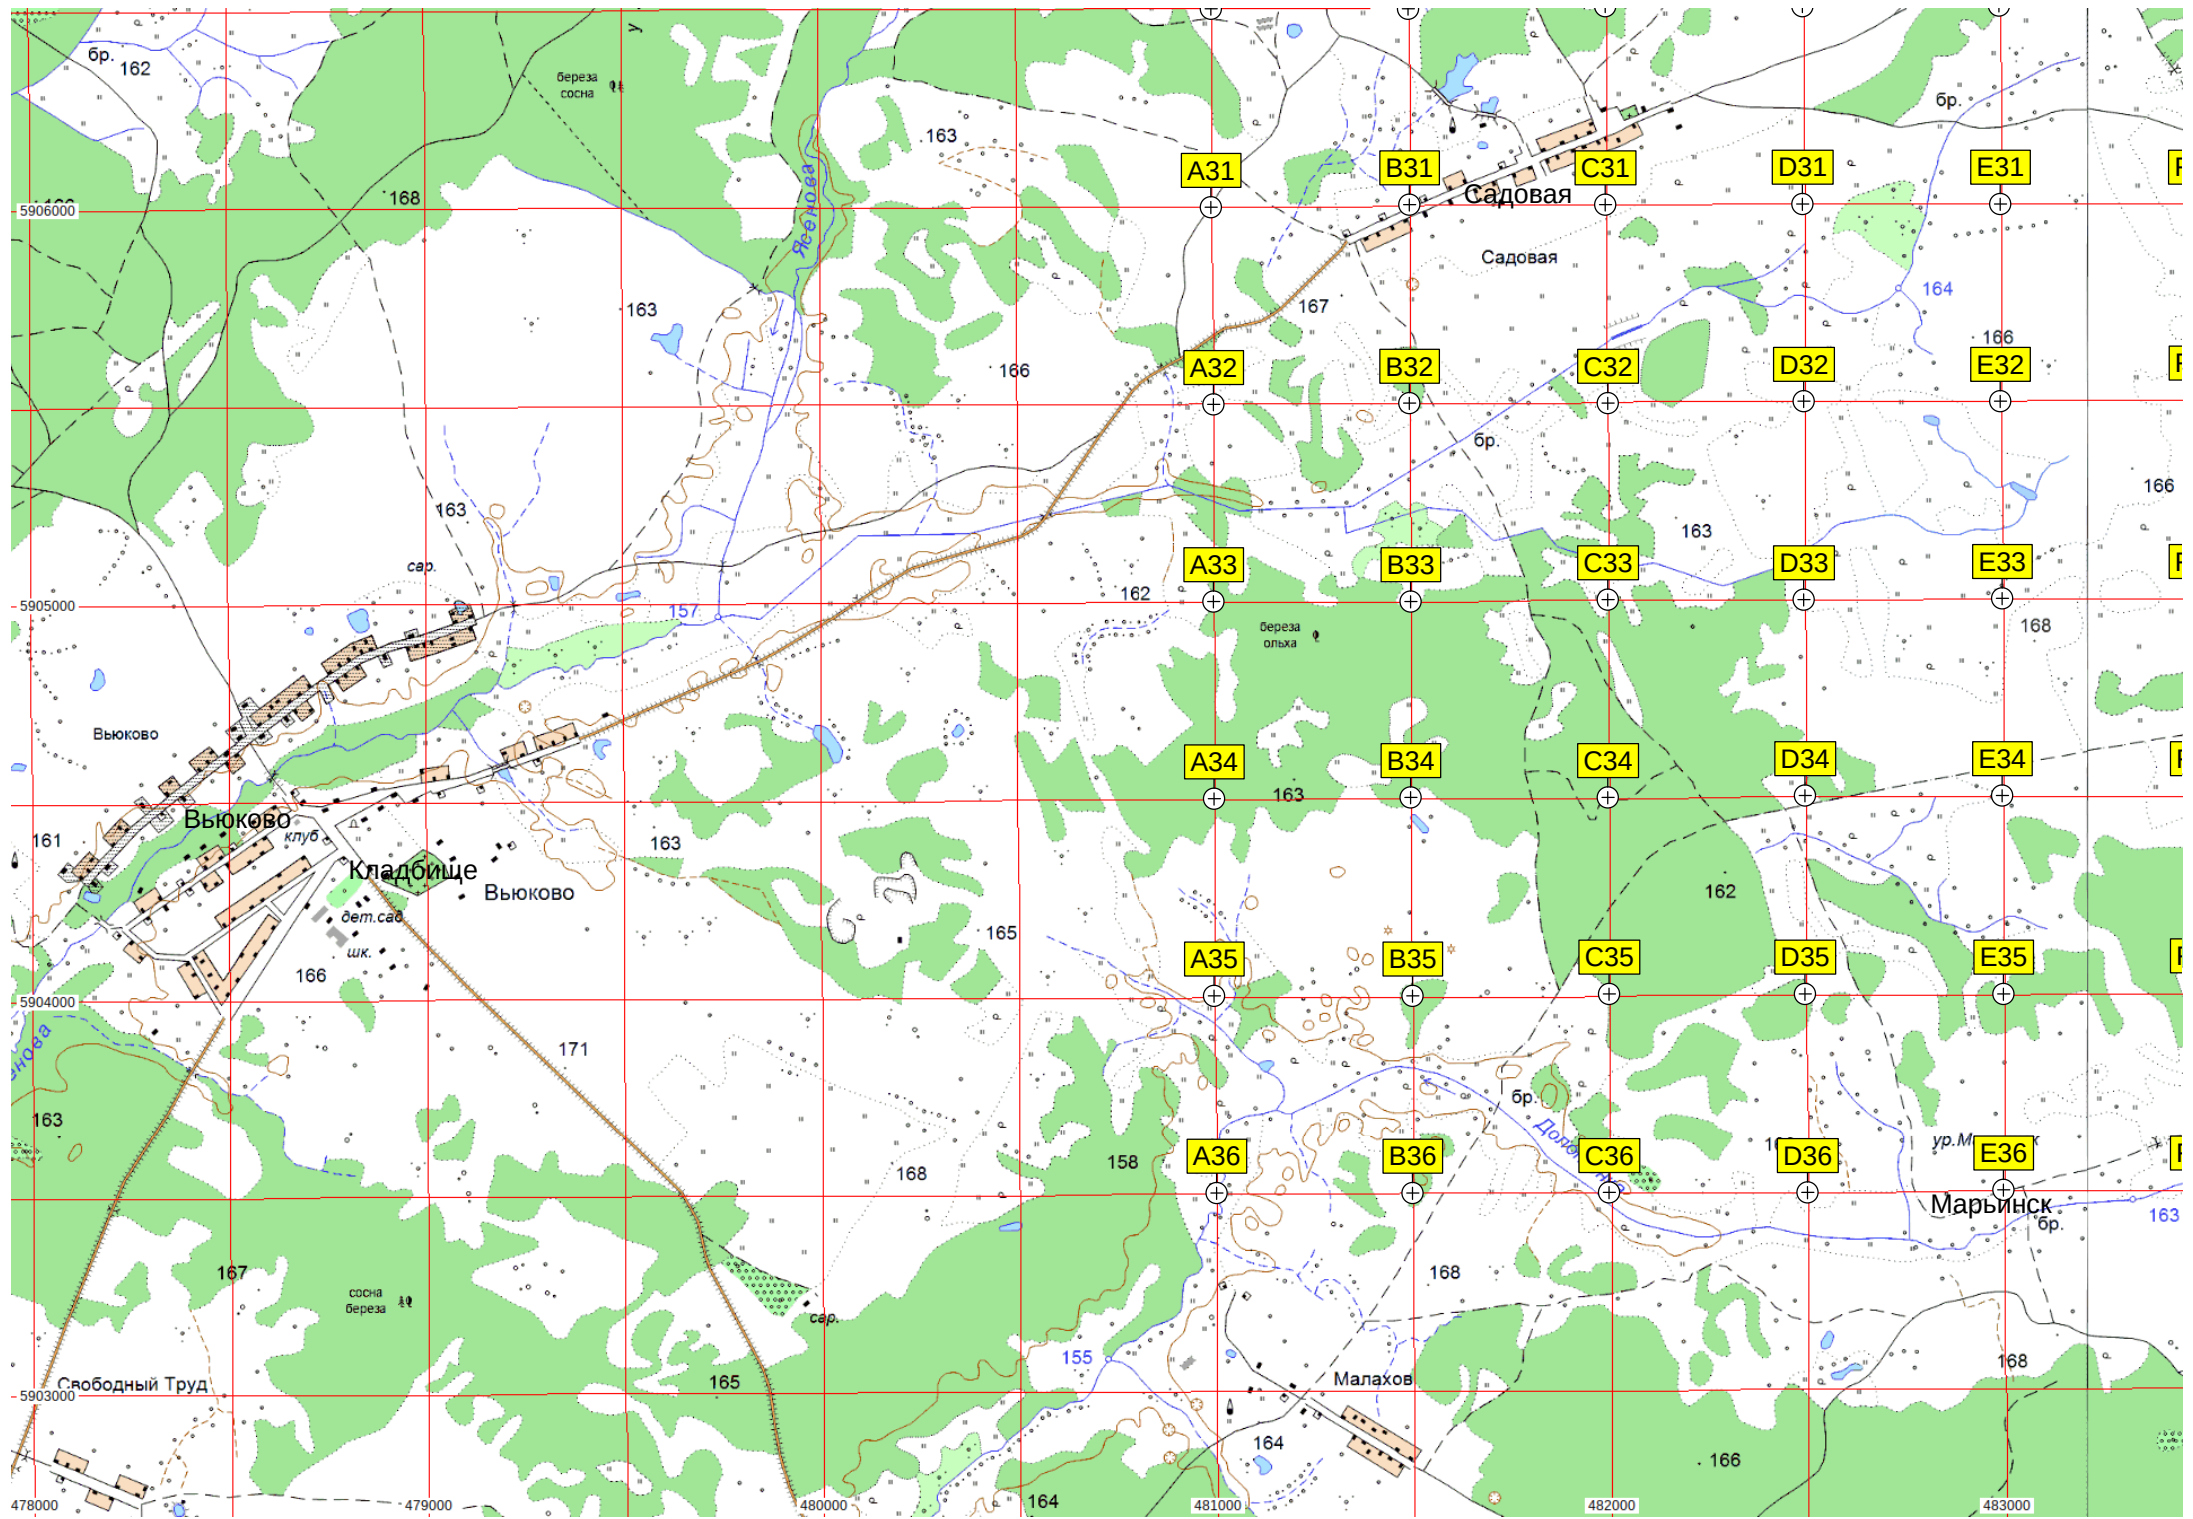 у
бр.
162
береза
сосна
бр.
163
A31
B31
C31
D31
E31
168
Садовая
5906000
Ясенова
Садовая
164
163
167
166
166
A32
B32
C32
D32
E32
бр.
163
166
163
сар.
A33
B33
C33
D33
E33
5905000
157
162
береза
ольха
168
Вьюково
A34
B34
C34
D34
E34
163
Вьюково
клуб
161
163
Кладбище
Вьюково
162
дет.сад
165
шк.
A35
B35
C35
D35
E35
166
5904000
171
163
бр.
158
168
A36
B36
C36
D36
E36
Марьинск
бр.
163
167
168
сосна
береза
сар.
155
168
Свободный Труд
165
Малахов
5903000
164
166
164
478000
479000
480000
481000
482000
483000